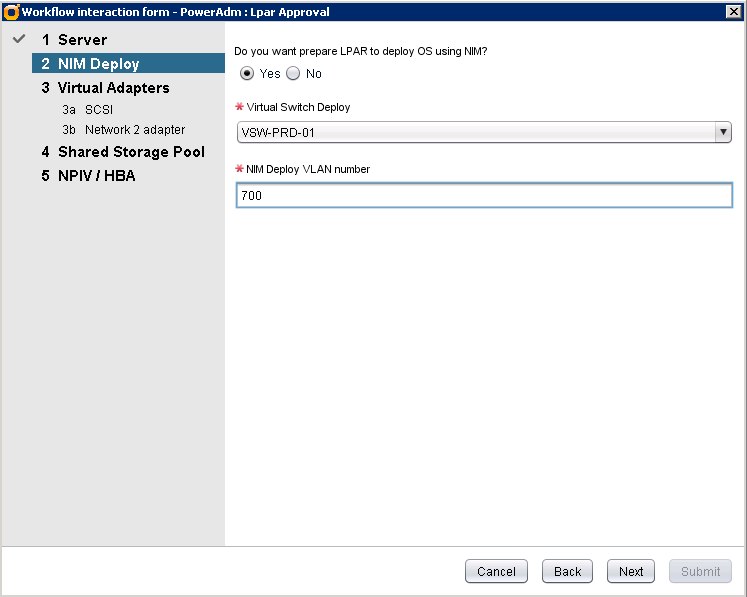 Workflow interaction form - PowerAdm : Lpar Approval
1 Server
2 NIM Deploy
3 Virtual Adapters
3a SCSI
3b Network 2 adapter
4 Shared Storage Pool
5 NPIV / HBA
Do you want prepare LPAR to deploy OS using NIM?
Yes No
* Virtual Switch Deploy
VSW-PRD-01
* NIM Deploy VLAN number
700
Cancel Back Next Submit